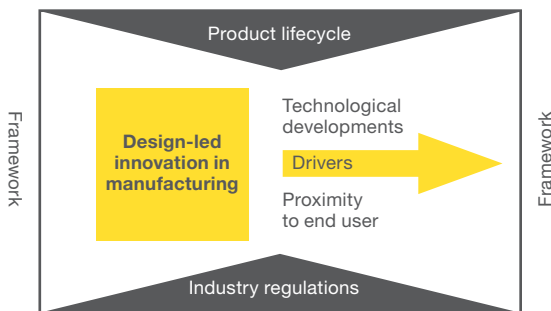 Product lifecycle
Framework
Design-led
innovation in
manufacturing
Technological
developments
Drivers
Proximity
to end user
Framework
Industry regulations